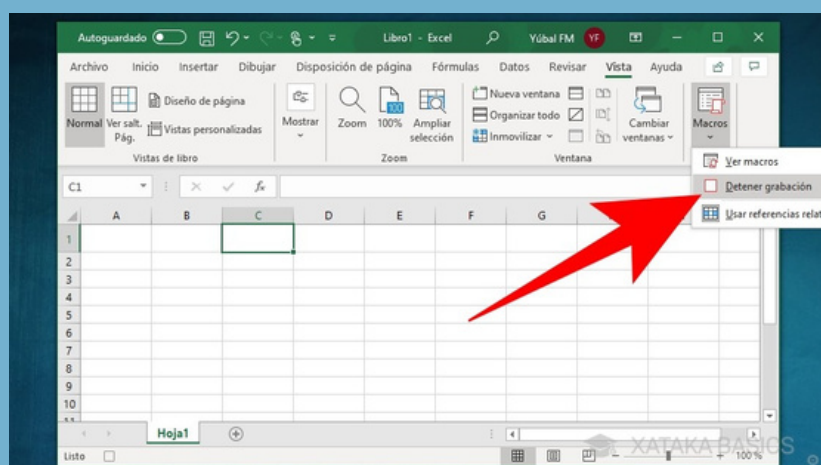 Autoguardado Libro1 - Excel Yúbal FM YF
Archivo Inicio Insertar Dibujar Disposición de página Fórmulas Datos Revisar Vista Ayuda
Normal Ver salt. Pág. Diseño de página Vistas personalizadas
Mostrar
Zoom 100% Ampliar selección
Nueva ventana
Organizar todo
Inmovilizar
Cambiar ventanas
Macros
Vistas de libro Zoom Ventana
Ver macros
Detener grabación
Usar referencias relat
C1 fx
A B C D E F G
1
2
3
4
5
6
7
8
9
10
11
Hoja1
Listo 100%
XATAKA BASICS